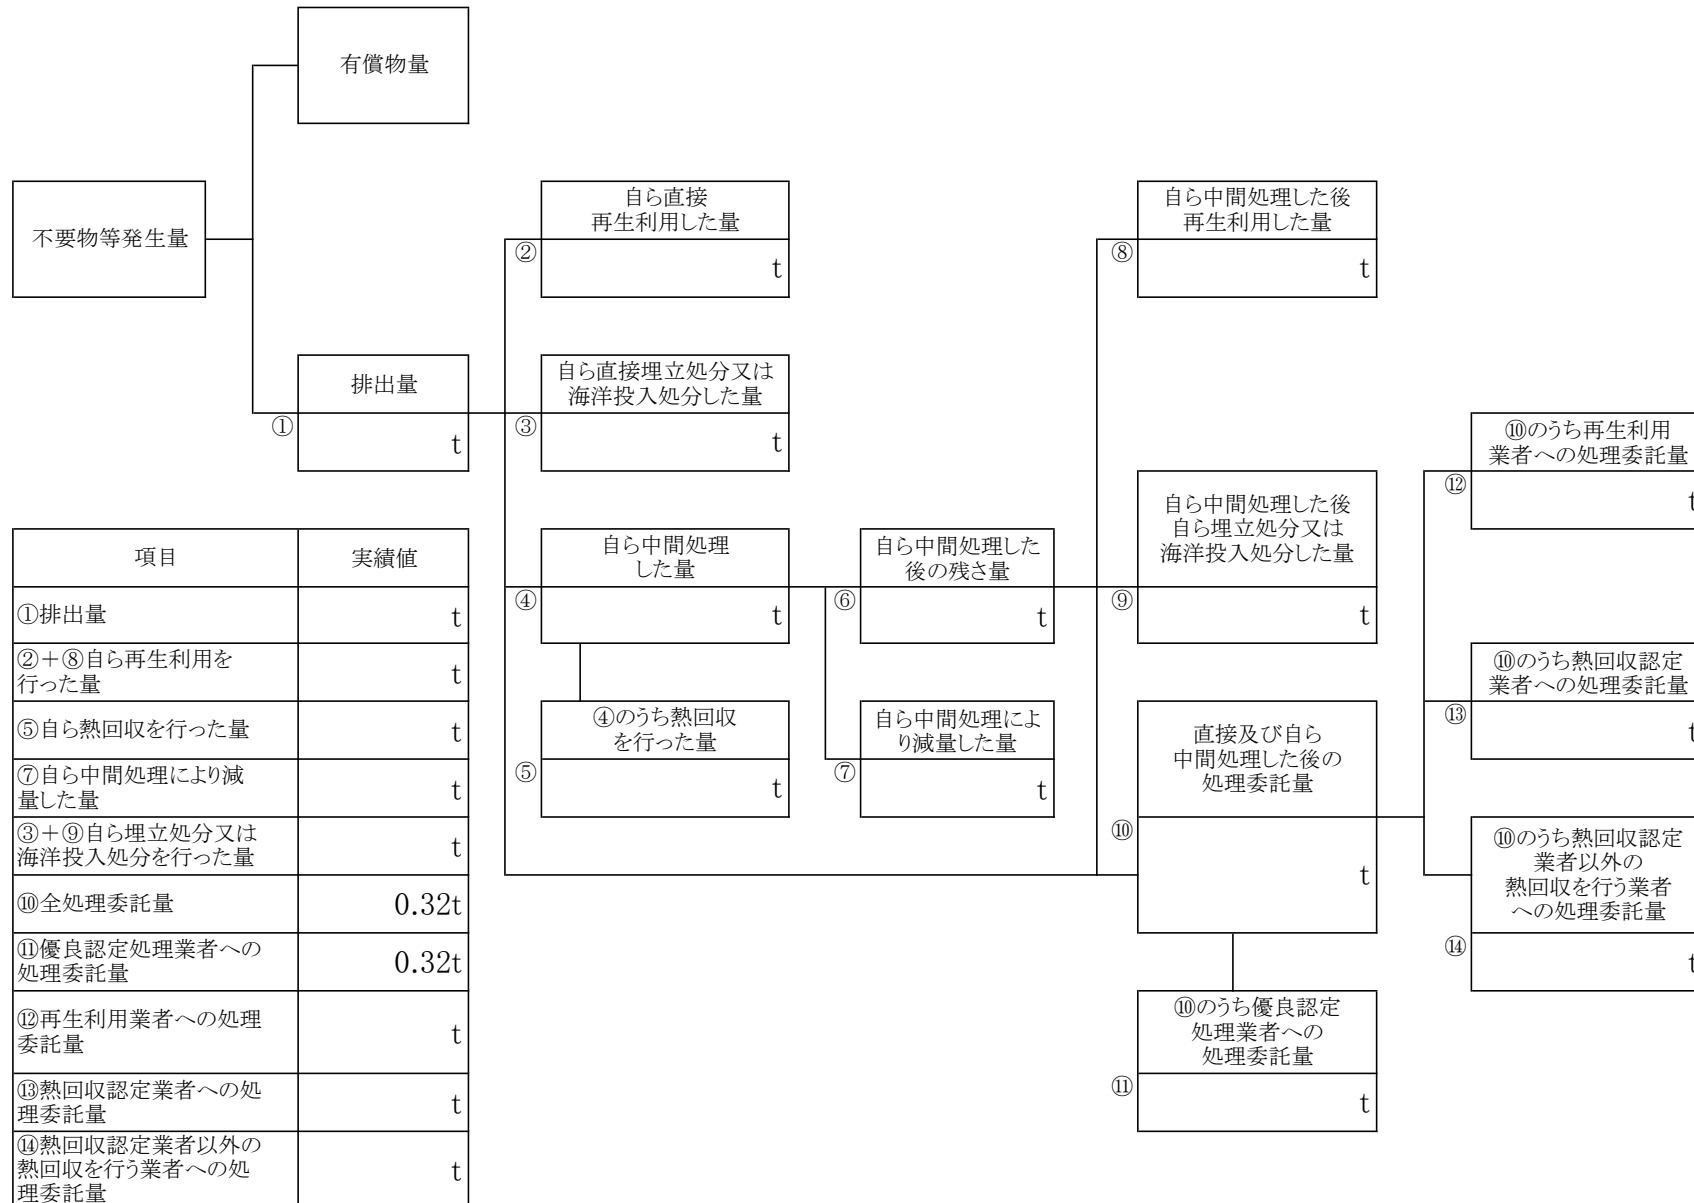 有償物量
不要物等発生量
自ら直接
再生利用した量
②
t
自ら中間処理した後
再生利用した量
⑧
t
排出量
①
t
自ら直接埋立処分又は
海洋投入処分した量
③
t
⑩のうち再生利用
業者への処理委託量
⑫
t
自ら中間処理
した量
④
t
自ら中間処理した
後の残さ量
⑥
t
自ら中間処理した後
自ら埋立処分又は
海洋投入処分した量
⑨
t
⑩のうち熱回収認定
業者への処理委託量
⑬
t
④のうち熱回収
を行った量
⑤
t
自ら中間処理によ
り減量した量
⑦
t
直接及び自ら
中間処理した後の
処理委託量
⑩
t
⑩のうち熱回収認定
業者以外の
熱回収を行う業者
への処理委託量
⑭
t
⑩のうち優良認定
処理業者への
処理委託量
⑪
t
項目 実績値
①排出量 t
②+⑧自ら再生利用を
行った量 t
⑤自ら熱回収を行った量 t
⑦自ら中間処理により減
量した量 t
③+⑨自ら埋立処分又は
海洋投入処分を行った量 t
⑩全処理委託量 0.32t
⑪優良認定処理業者への
処理委託量 0.32t
⑫再生利用業者への処理
委託量 t
⑬熱回収認定業者への処
理委託量 t
⑭熱回収認定業者以外の
熱回収を行う業者への処
理委託量 t